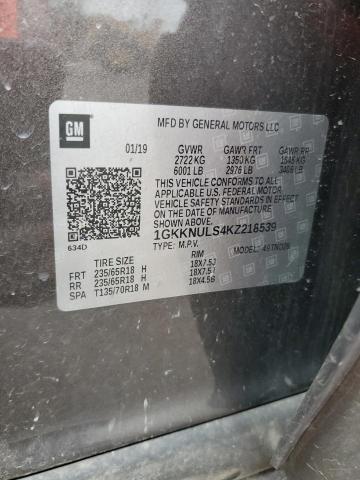 GM
MFD BY GENERAL MOTORS LLC
01/19 GVWR GAWR FRT GAWR RR
2722 KG 1350 KG 1546 KG
6001 LB 2976 LB 3408 LB
THIS VEHICLE CONFORMS TO ALL
APPLICABLE U.S. FEDERAL MOTOR
VEHICLE SAFETY STANDARDS IN
EFFECT ON THE DATE OF
MANUFACTURE SHOWN ABOVE.
1GKKNULS4KZ218539
TYPE: M.P.V. MODEL:
634D
TIRE SIZE RIM
FRT 235/65R18 H 18X7.5J
RR 235/65R18 H 18X7.5J
SPA T135/70R18 M 18X4.5B